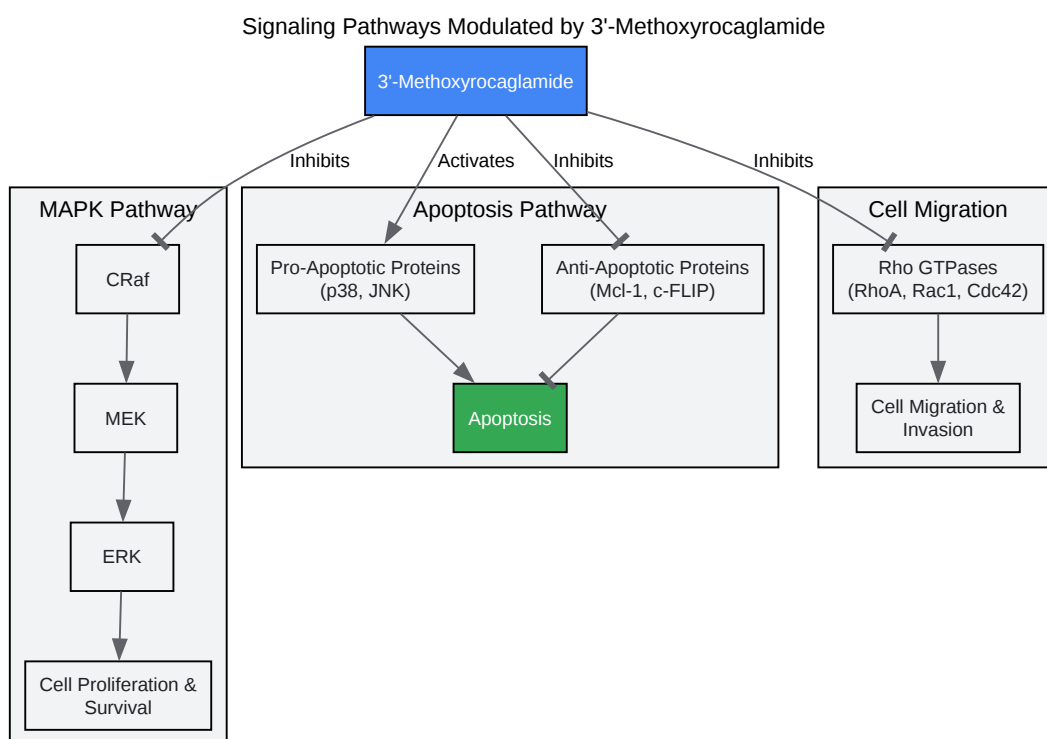 Signaling Pathways Modulated by 3'-Methoxyrocaglamide
3'-Methoxyrocaglamide
Inhibits
Activates
Inhibits
Inhibits
MAPK Pathway
CRaf
MEK
ERK
Cell Proliferation &
Survival
Apoptosis Pathway
Pro-Apoptotic Proteins
(p38, JNK)
Anti-Apoptotic Proteins
(Mcl-1, c-FLIP)
Apoptosis
Cell Migration
Rho GTPases
(RhoA, Rac1, Cdc42)
Cell Migration &
Invasion